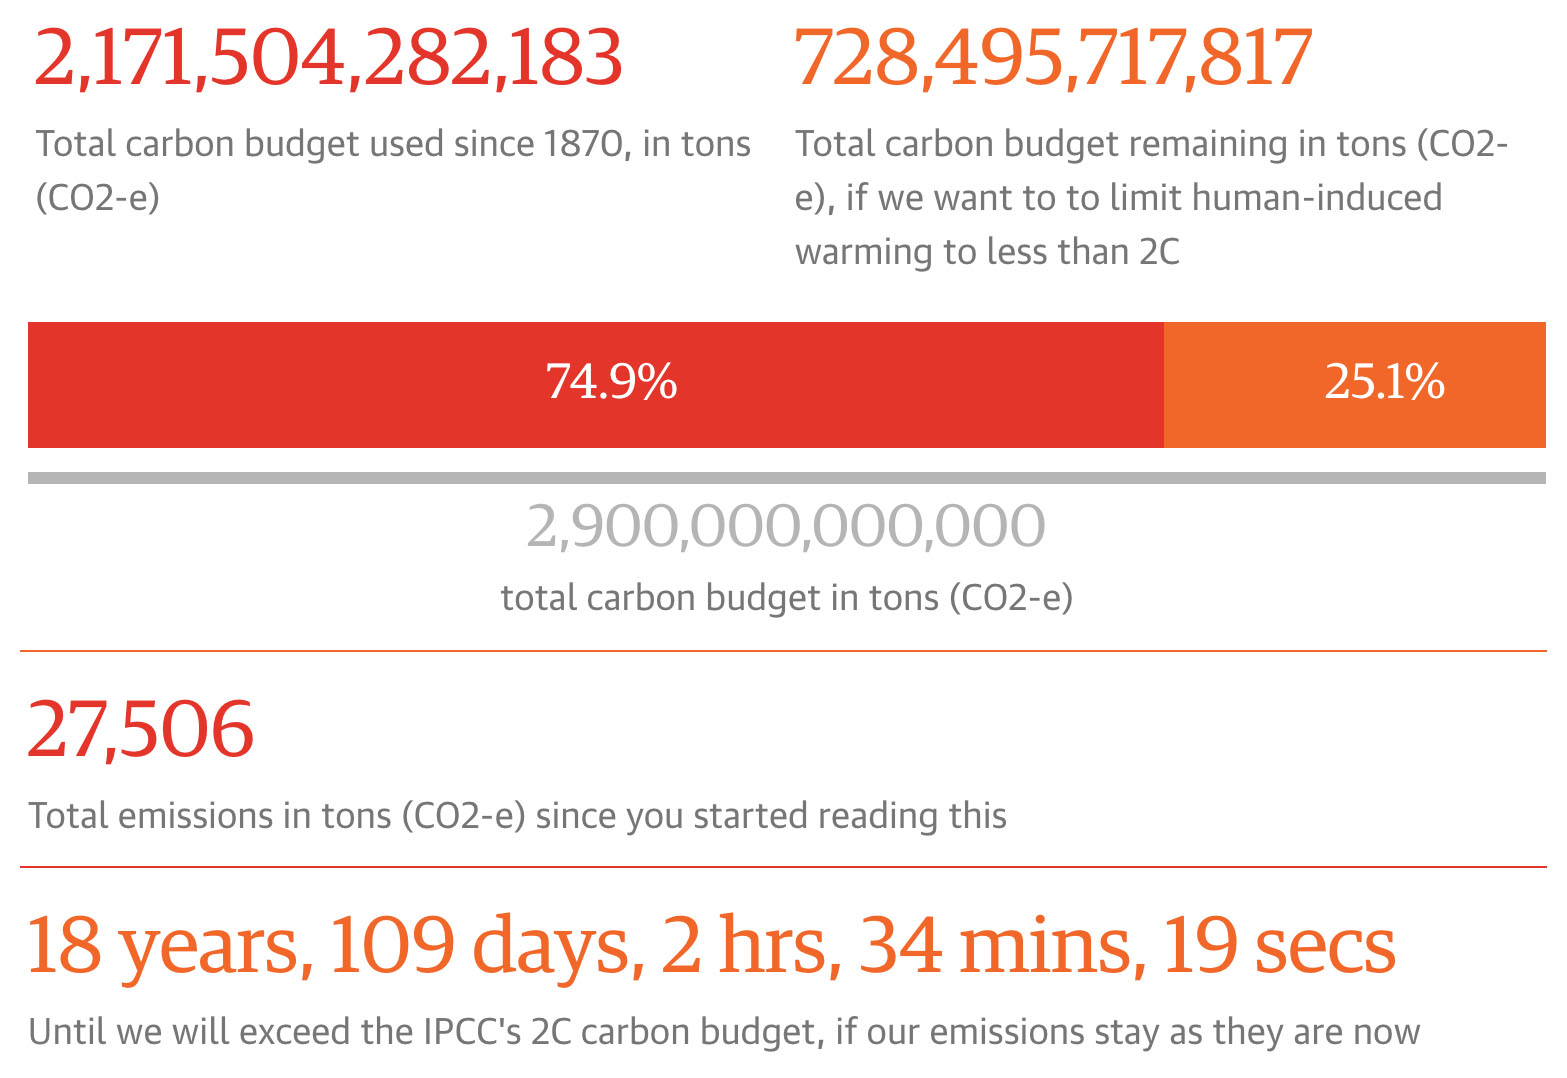 2,171,504,282,183
Total carbon budget used since 1870, in tons
(CO2-e)
728,495,717,817
Total carbon budget remaining in tons (CO2-
e), if we want to to limit human-induced
warming to less than 2C
74.9%
25.1%
2,900,000,000,000
total carbon budget in tons (CO2-e)
27,506
Total emissions in tons (CO2-e) since you started reading this
18 years, 109 days, 2 hrs, 34 mins, 19 secs
Until we will exceed the IPCC's 2C carbon budget, if our emissions stay as they are now